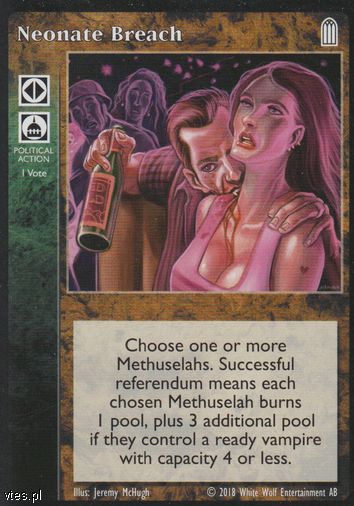 Neonate Breach
POLITICAL
ACTION
1 Vote
Choose one or more
Methuselahs. Successful
referendum means each
chosen Methuselah burns
1 pool, plus 3 additional pool
if they control a ready vampire
with capacity 4 or less.
Illus: Jeremy McHugh
© 2018 White Wolf Entertainment AB
vtes.pl